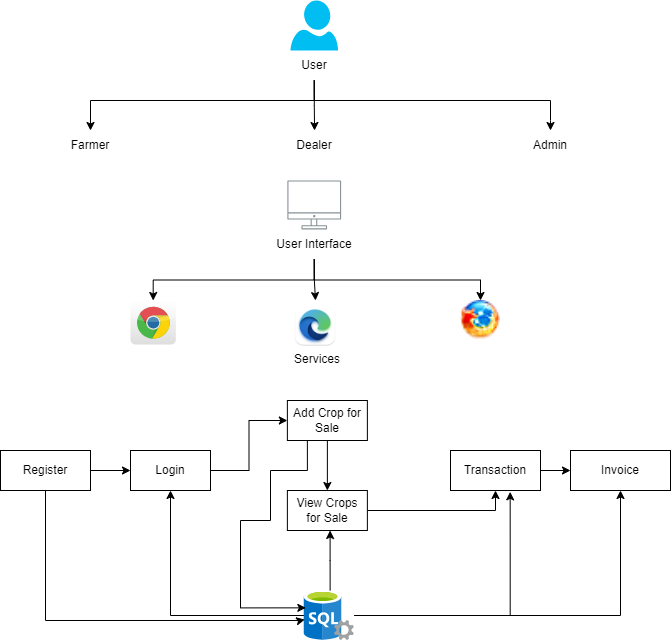 User
Farmer
Dealer
Admin
User Interface
Services
Add Crop for
Sale
Register
Login
Transaction
Invoice
View Crops
for Sale
SQL